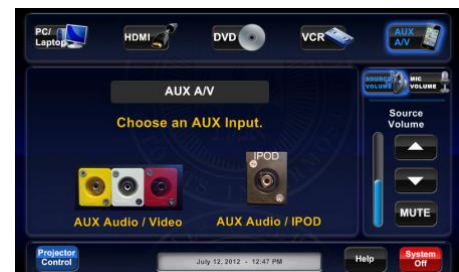 PC/
Laptop
HDMI
DVD
VCR
AUX
A/V
AUX A/V
Choose an AUX Input.
IPOD
AUX Audio / Video
AUX Audio / IPOD
SOURCE
VOLUME
MIC
VOLUME
Source
Volume
MUTE
Projector
Control
July 12, 2012 - 12:47 PM
Help
System
Off